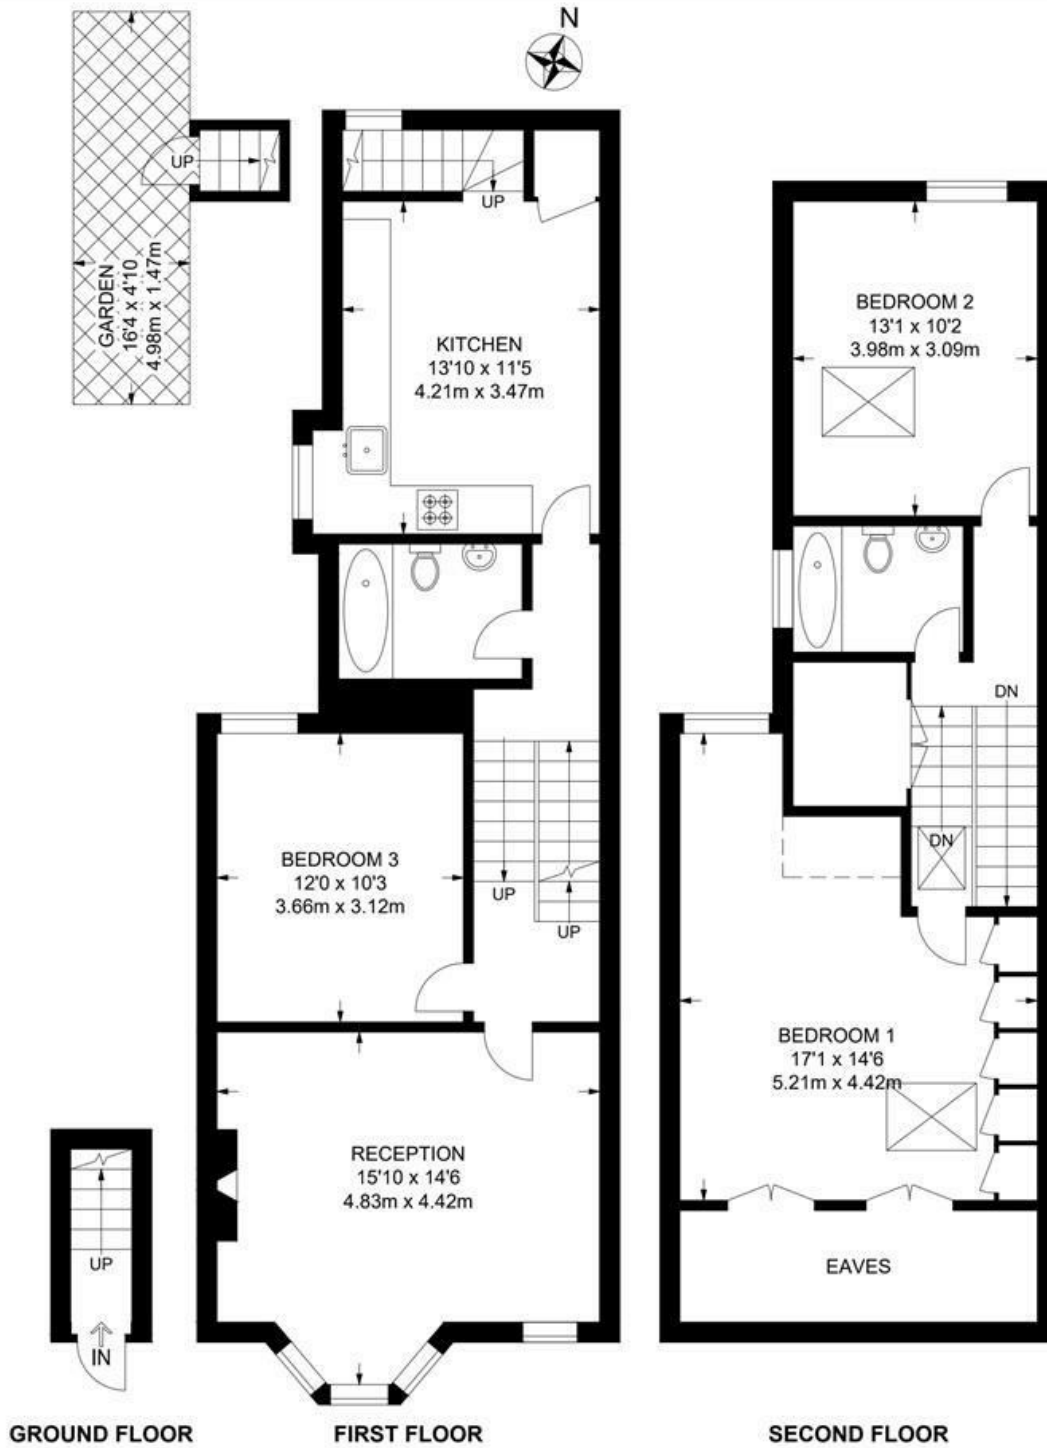 N
UP
GARDEN
16'4 x 4'10
4.98m x 1.47m
UP
KITCHEN
13'10 x 11'5
4.21m x 3.47m
BEDROOM 2
13'1 x 10'2
3.98m x 3.09m
DN
DN
BEDROOM 3
12'0 x 10'3
3.66m x 3.12m
UP
UP
BEDROOM 1
17'1 x 14'6
5.21m x 4.42m
RECEPTION
15'10 x 14'6
4.83m x 4.42m
UP
IN
EAVES
GROUND FLOOR
FIRST FLOOR
SECOND FLOOR